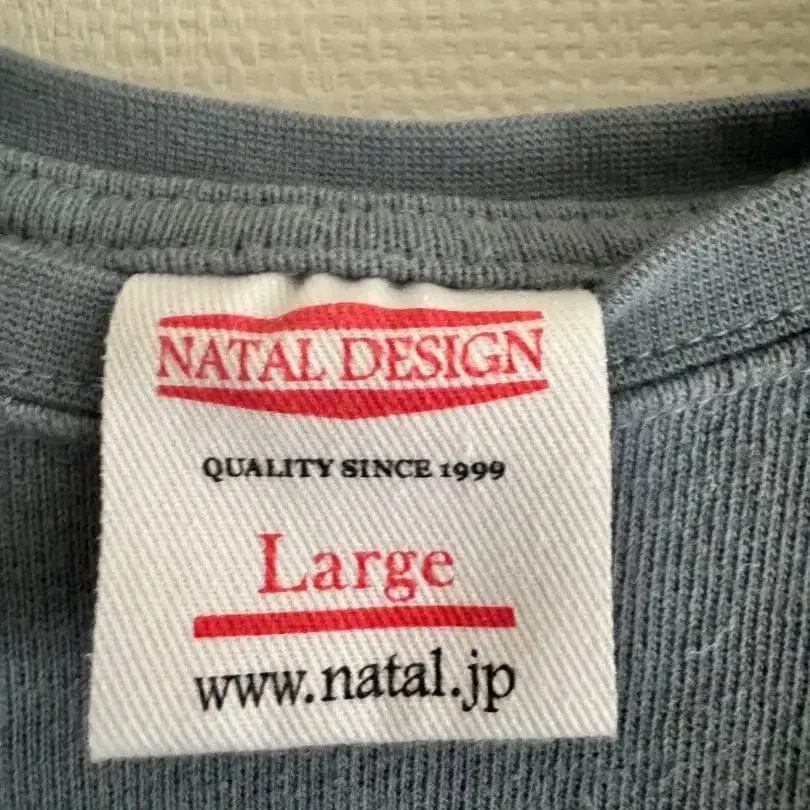 NATAL DESIGN
QUALITY SINCE 1999
Large
www.natal.jp